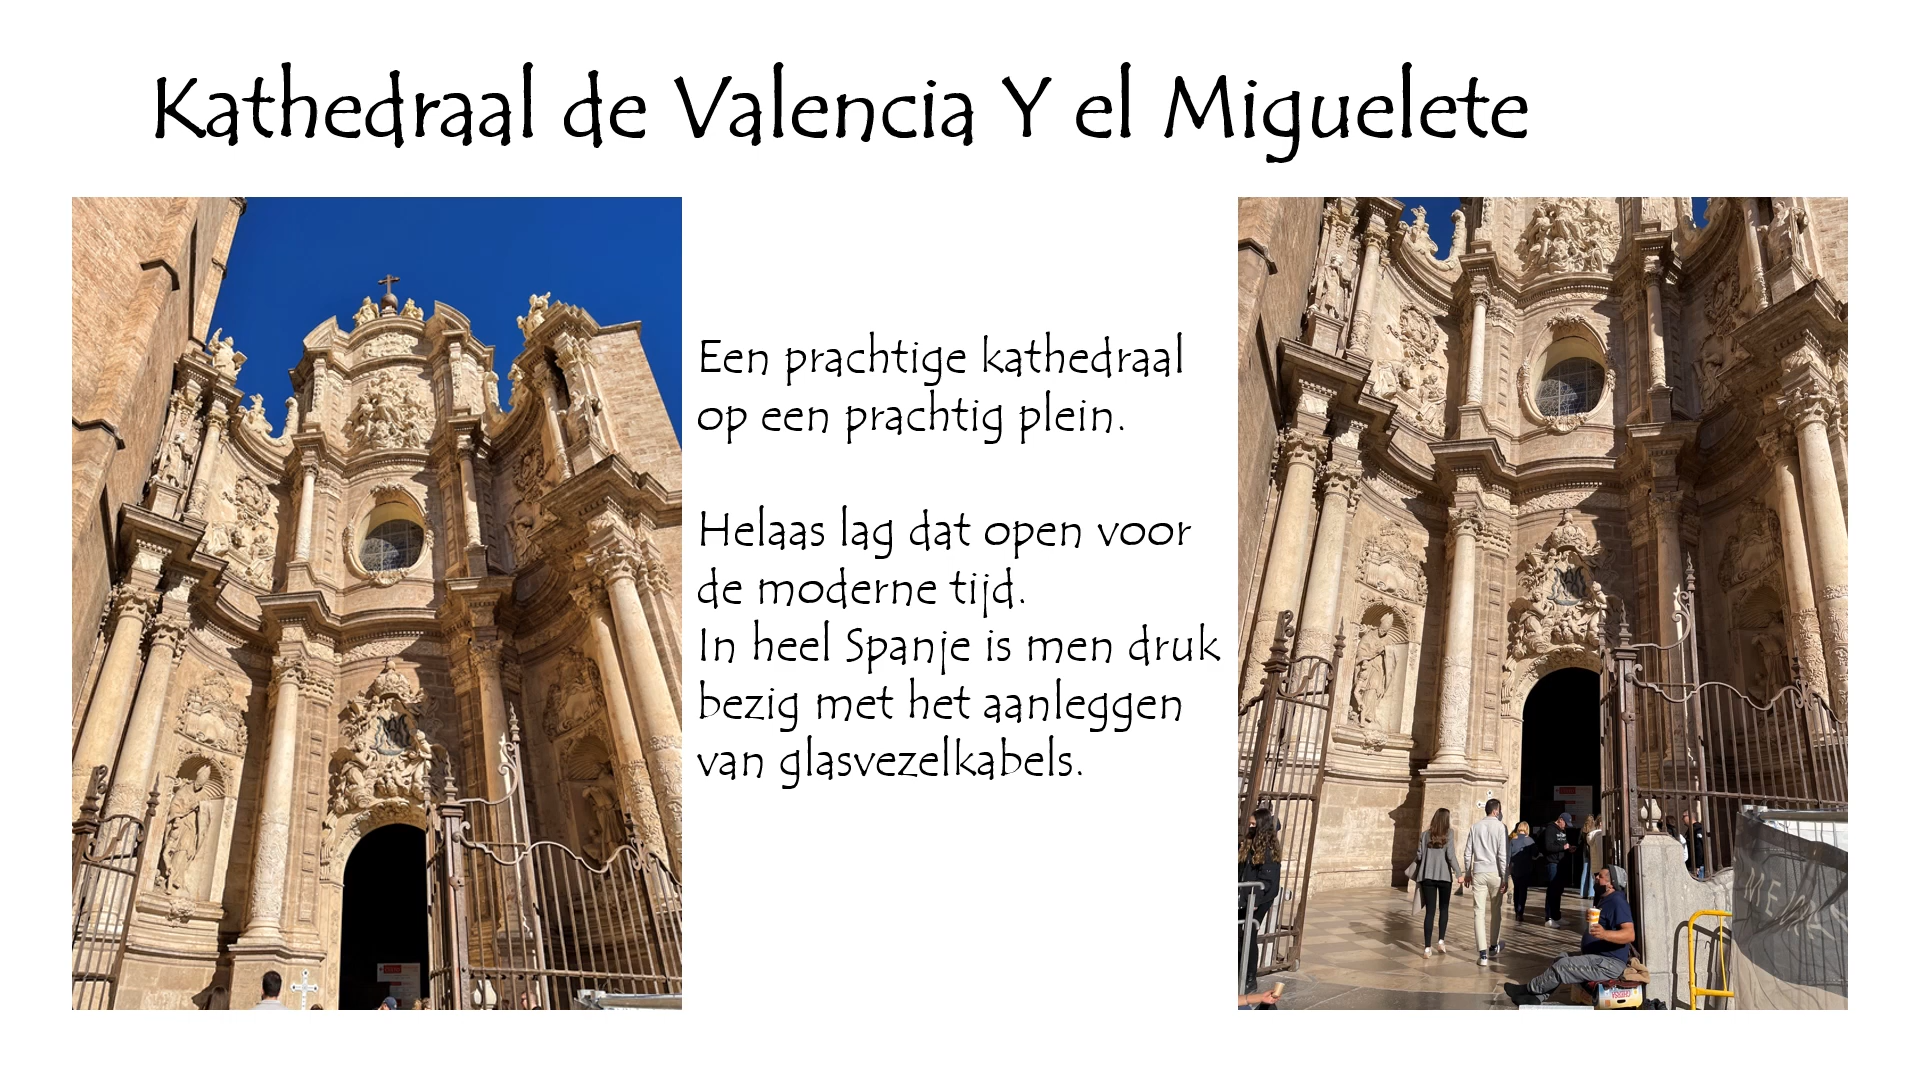 Kathedraal de Valencia Y el Miguelete
Een prachtige kathedraal
op een prachtig plein.
Helaas lag dat open voor
de moderne tijd.
In heel Spanje is men druk
bezig met het aanleggen
van glasvezelkabels.